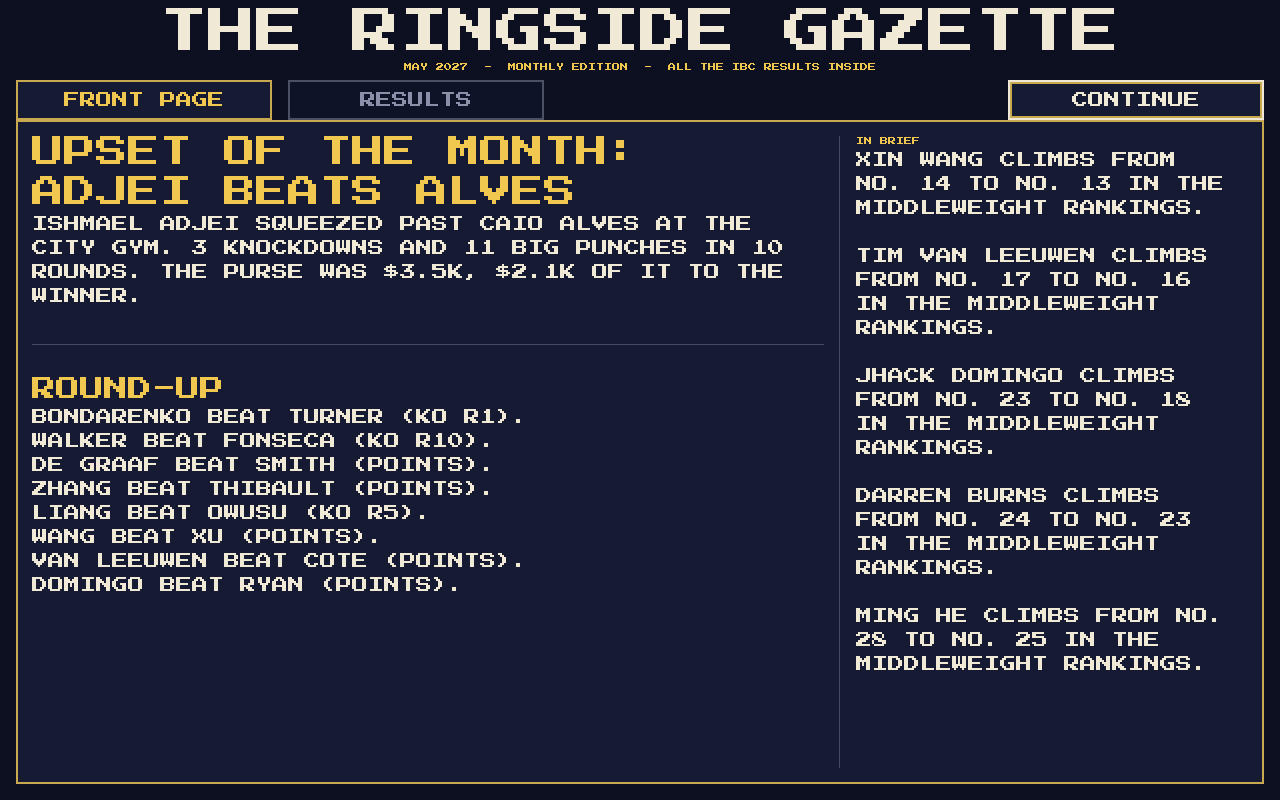 THE RINGSIDE GAZETTE
MAY 2027 - MONTHLY EDITION - ALL THE IBC RESULTS INSIDE
FRONT PAGE
RESULTS
CONTINUE
UPSET OF THE MONTH:
ADJEI BEATS ALVES
ISHMAEL ADJEI SQUEEZED PAST CAIO ALVES AT THE
CITY GYM. 3 KNOCKDOWNS AND 11 BIG PUNCHES IN 10
ROUNDS. THE PURSE WAS $3.5K, $2.1K OF IT TO THE
WINNER.
ROUND-UP
BONDARENKO BEAT TURNER (KO R1).
WALKER BEAT FONSECA (KO R10).
DE GRAAF BEAT SMITH (POINTS).
ZHANG BEAT THIBAULT (POINTS).
LIANG BEAT OWUSU (KO R5).
WANG BEAT XU (POINTS).
VAN LEEUWEN BEAT COTE (POINTS).
DOMINGO BEAT RYAN (POINTS).
IN BRIEF
XIN WANG CLIMBS FROM
NO. 14 TO NO. 13 IN THE
MIDDLEWEIGHT RANKINGS.
TIM VAN LEEUWEN CLIMBS
FROM NO. 17 TO NO. 16
IN THE MIDDLEWEIGHT
RANKINGS.
JHACK DOMINGO CLIMBS
FROM NO. 23 TO NO. 18
IN THE MIDDLEWEIGHT
RANKINGS.
DARREN BURNS CLIMBS
FROM NO. 24 TO NO. 23
IN THE MIDDLEWEIGHT
RANKINGS.
MING HE CLIMBS FROM NO.
28 TO NO. 25 IN THE
MIDDLEWEIGHT RANKINGS.